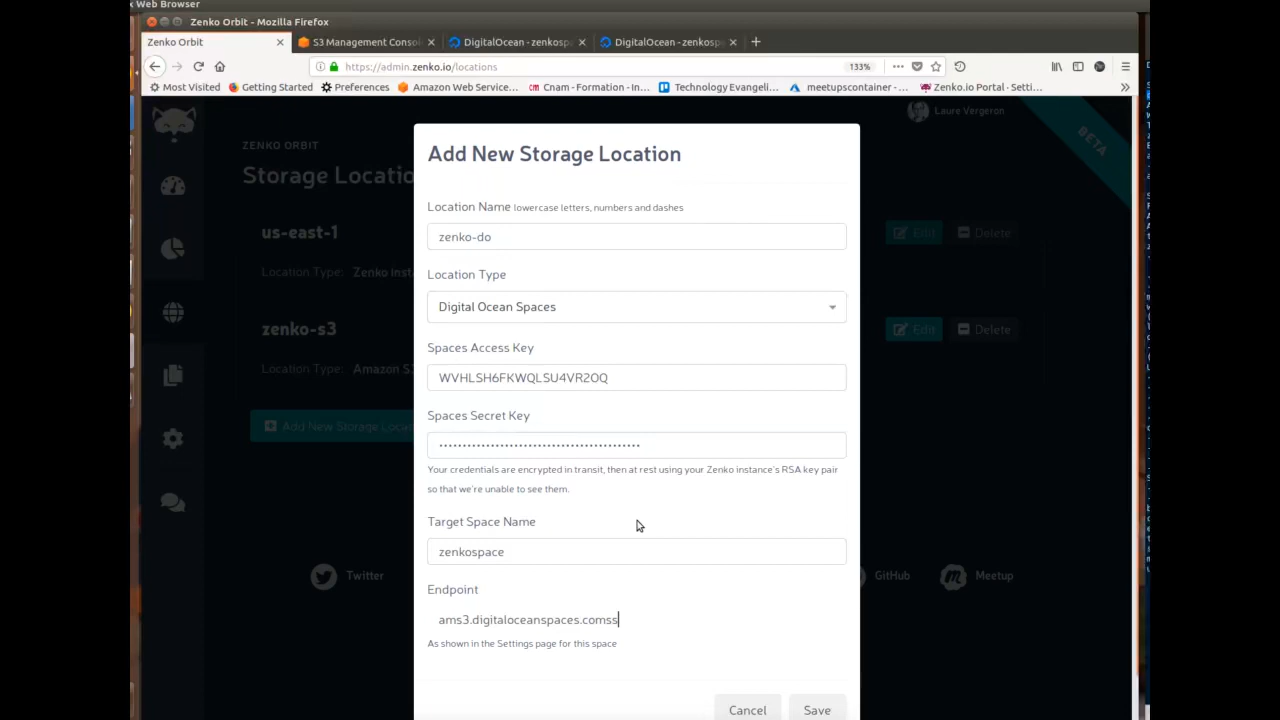 x Web Browser
Zenko Orbit - Mozilla Firefox
Zenko Orbit
S3 Management Consol
DigitalOcean - zenkosp
DigitalOcean - zenkosp
https://admin.zenko.io/locations
133%
Most Visited
Getting Started
Preferences
Amazon Web Service...
Cnam - Formation - In...
Technology Evangeli...
meetupscontainer - ...
Zenko.io Portal - Setti...
Laure Vergeron
BETA
ZENKO ORBIT
Storage Locatio
us-east-1
Edit
Delete
Location Type: Zenko inst
zenko-s3
Edit
Delete
Location Type: Amazon S
Add New Storage Locat
Add New Storage Location
Location Name lowercase letters, numbers and dashes
zenko-do
Location Type
Digital Ocean Spaces
Spaces Access Key
WVHLSH6FKWQLSU4VR2OQ
Spaces Secret Key
Your credentials are encrypted in transit, then at rest using your Zenko instance's RSA key pair
so that we're unable to see them.
Target Space Name
zenkospace
Endpoint
ams3.digitaloceanspaces.comss
As shown in the Settings page for this space
Cancel
Save
Twitter
GitHub
Meetup